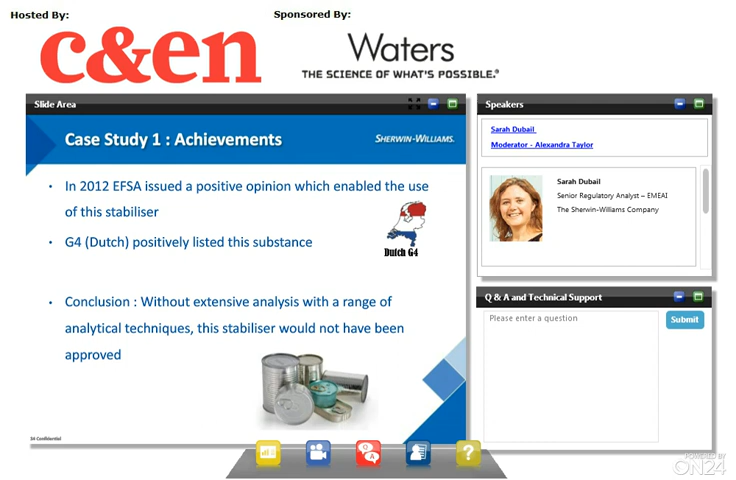 Hosted By:
Sponsored By:
c&en
Waters
THE SCIENCE OF WHAT'S POSSIBLE.®
Slide Area
Case Study 1 : Achievements
SHERWIN-WILLIAMS.
• In 2012 EFSA issued a positive opinion which enabled the use
of this stabiliser
• G4 (Dutch) positively listed this substance
Dutch G4
• Conclusion : Without extensive analysis with a range of
analytical techniques, this stabiliser would not have been
approved
34 Confidential
Speakers
Sarah Dubail
Moderator - Alexandra Taylor
Sarah Dubail
Senior Regulatory Analyst – EMEAI
The Sherwin-Williams Company
Q & A and Technical Support
Please enter a question
Submit
Q
A
?
POWERED BY
ON24